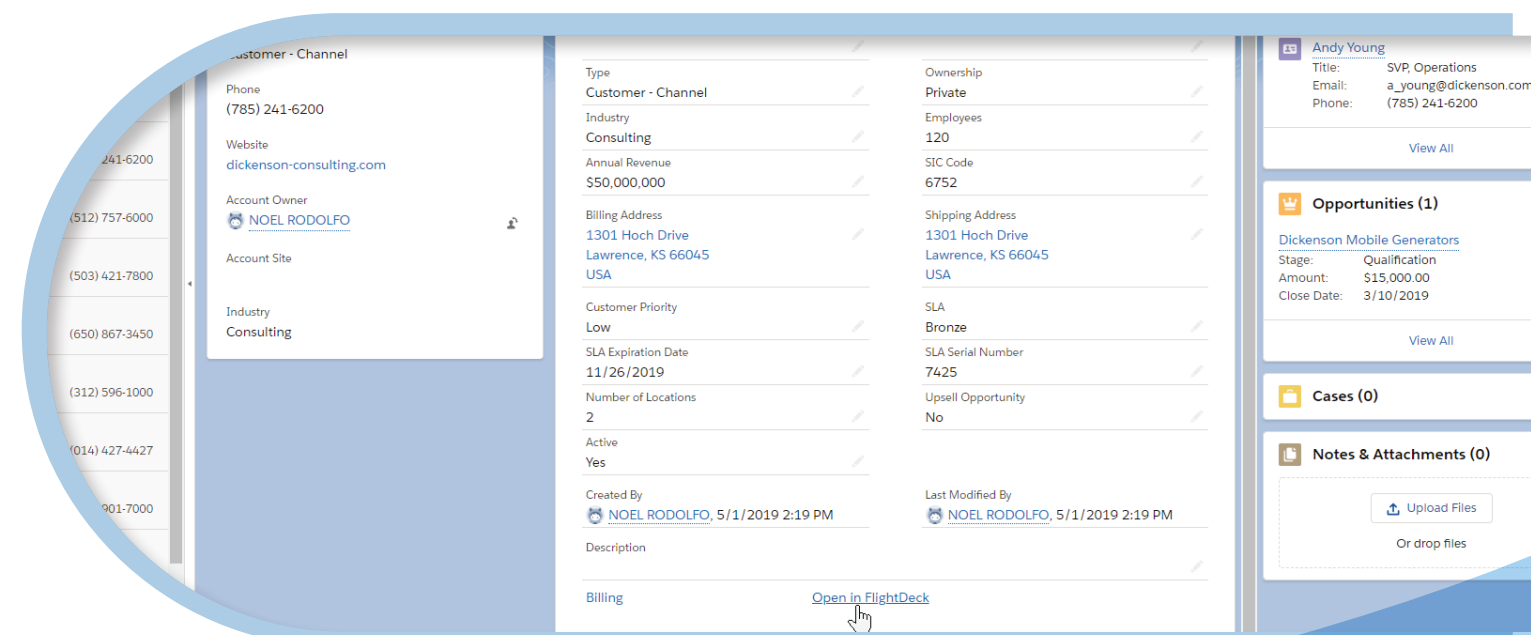 241-6200
(512) 757-6000
(503) 421-7800
(650) 867-3450
(312) 596-1000
(014) 427-4427
901-7000
Customer - Channel
Phone
(785) 241-6200
Website
dickenson-consulting.com
Account Owner
NOEL RODOLFO
Account Site
Industry
Consulting
Type
Customer - Channel
Ownership
Private
Industry
Consulting
Employees
120
Annual Revenue
$50,000,000
SIC Code
6752
Billing Address
1301 Hoch Drive
Lawrence, KS 66045
USA
Shipping Address
1301 Hoch Drive
Lawrence, KS 66045
USA
Customer Priority
Low
SLA
Bronze
SLA Expiration Date
11/26/2019
SLA Serial Number
7425
Number of Locations
2
Upsell Opportunity
No
Active
Yes
Created By
NOEL RODOLFO, 5/1/2019 2:19 PM
Last Modified By
NOEL RODOLFO, 5/1/2019 2:19 PM
Description
Billing
Open in FlightDeck
Andy Young
Title: SVP, Operations
Email: a_young@dickenson.com
Phone: (785) 241-6200
View All
Opportunities (1)
Dickenson Mobile Generators
Stage: Qualification
Amount: $15,000.00
Close Date: 3/10/2019
View All
Cases (0)
Notes & Attachments (0)
Upload Files
Or drop files